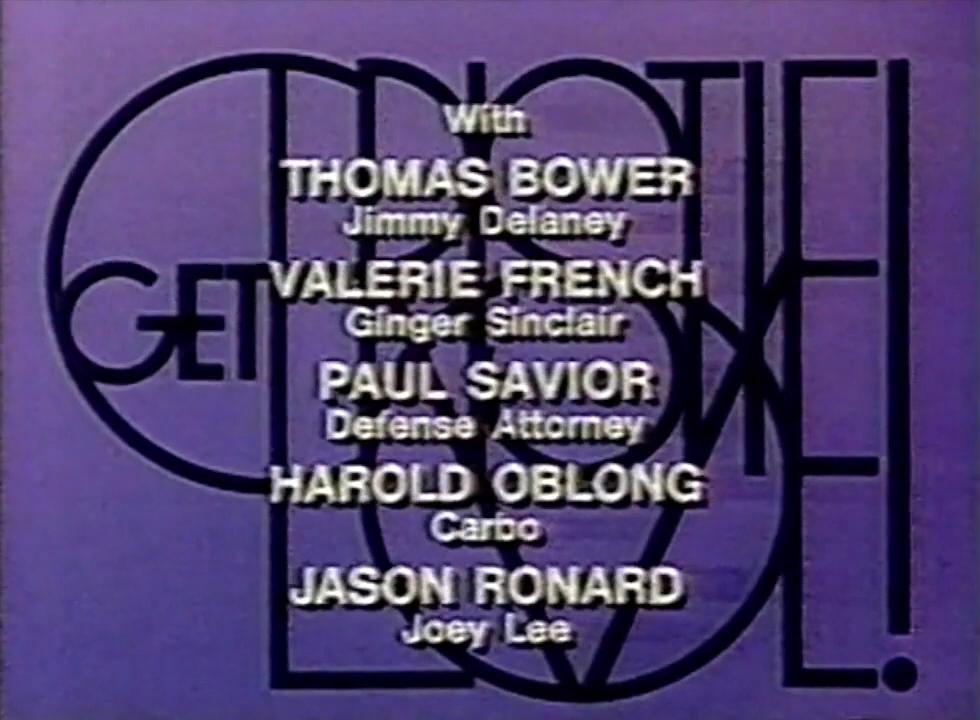 With
THOMAS BOWER
Jimmy Delaney
VALERIE FRENCH
Ginger Sinclair
PAUL SAVIOR
Defense Attorney
HAROLD OBLONG
Carbo
JASON RONARD
Joey Lee
GET
CHRISTIE
LOVE!